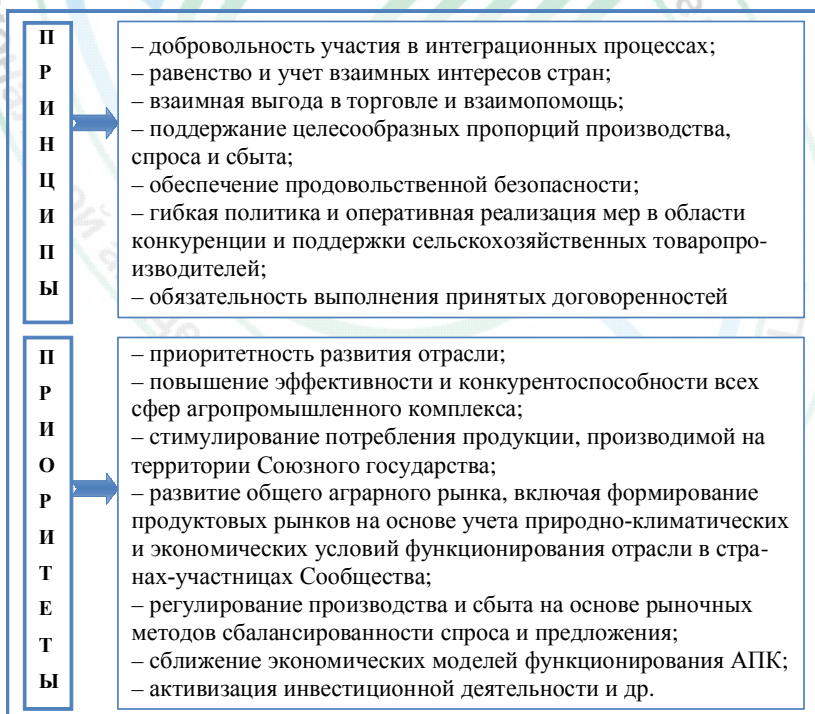 ПРИНЦИПЫ
– добровольность участия в интеграционных процессах;
– равенство и учет взаимных интересов стран;
– взаимная выгода в торговле и взаимопомощь;
– поддержание целесообразных пропорций производства,
спроса и сбыта;
– обеспечение продовольственной безопасности;
– гибкая политика и оперативная реализация мер в области
конкуренции и поддержки сельскохозяйственных товаропро-
изводителей;
– обязательность выполнения принятых договоренностей
ПРИОРИТЕТЫ
– приоритетность развития отрасли;
– повышение эффективности и конкурентоспособности всех
сфер агропромышленного комплекса;
– стимулирование потребления продукции, производимой на
территории Союзного государства;
– развитие общего аграрного рынка, включая формирование
продуктовых рынков на основе учета природно-климатических
и экономических условий функционирования отрасли в стра-
нах-участницах Сообщества;
– регулирование производства и сбыта на основе рыночных
методов сбалансированности спроса и предложения;
– сближение экономических моделей функционирования АПК;
– активизация инвестиционной деятельности и др.